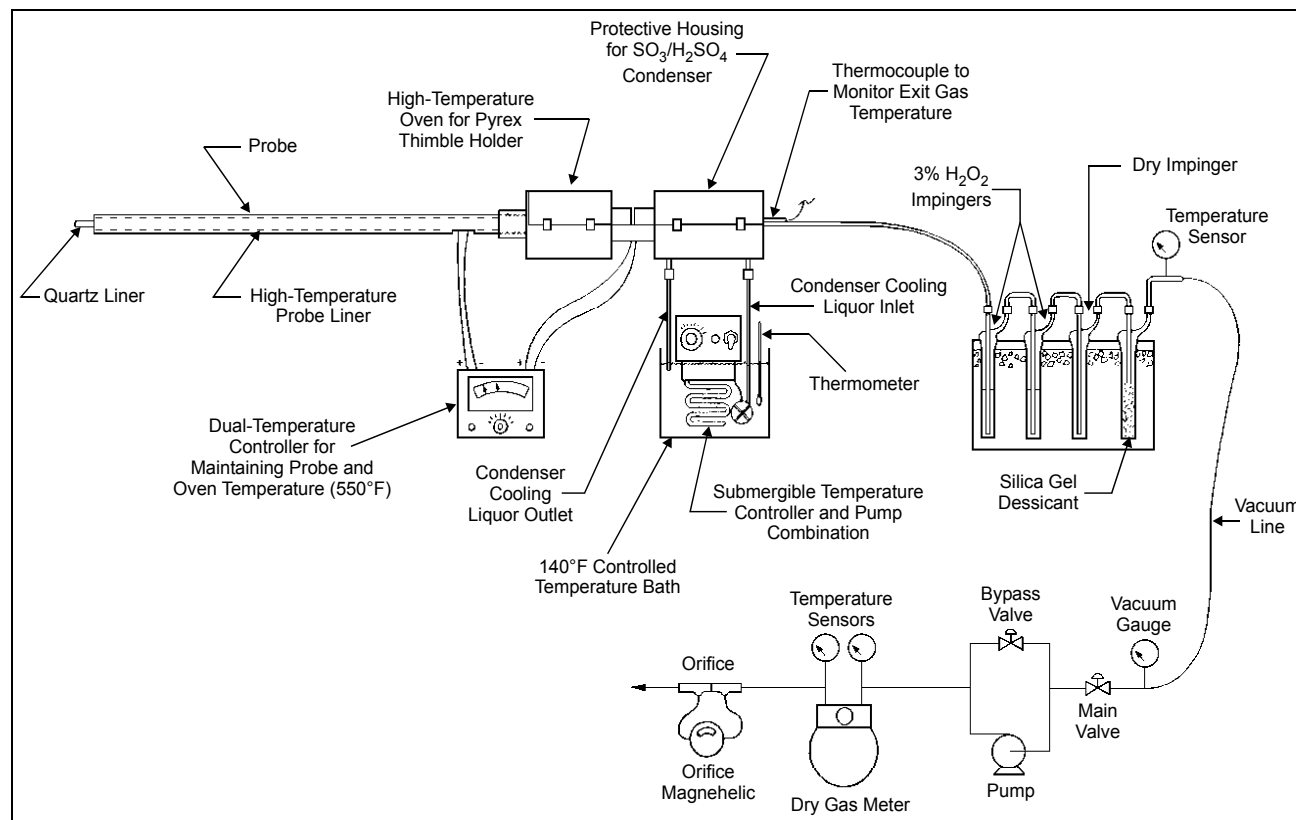 Protective Housing
for SO₃/H₂SO₄
Condenser
Thermocouple to
Monitor Exit Gas
Temperature
High-Temperature
Oven for Pyrex
Thimble Holder
Probe
3% H₂O₂
Impingers
Dry Impinger
Temperature
Sensor
Quartz Liner
High-Temperature
Probe Liner
Condenser Cooling
Liquor Inlet
Thermometer
Dual-Temperature
Controller for
Maintaining Probe and
Oven Temperature (550°F)
Condenser
Cooling
Liquor Outlet
Submergible Temperature
Controller and Pump
Combination
Silica Gel
Dessicant
Vacuum
Line
140°F Controlled
Temperature Bath
Temperature
Sensors
Bypass
Valve
Vacuum
Gauge
Orifice
Main
Valve
Orifice
Magnehelic
Dry Gas Meter
Pump